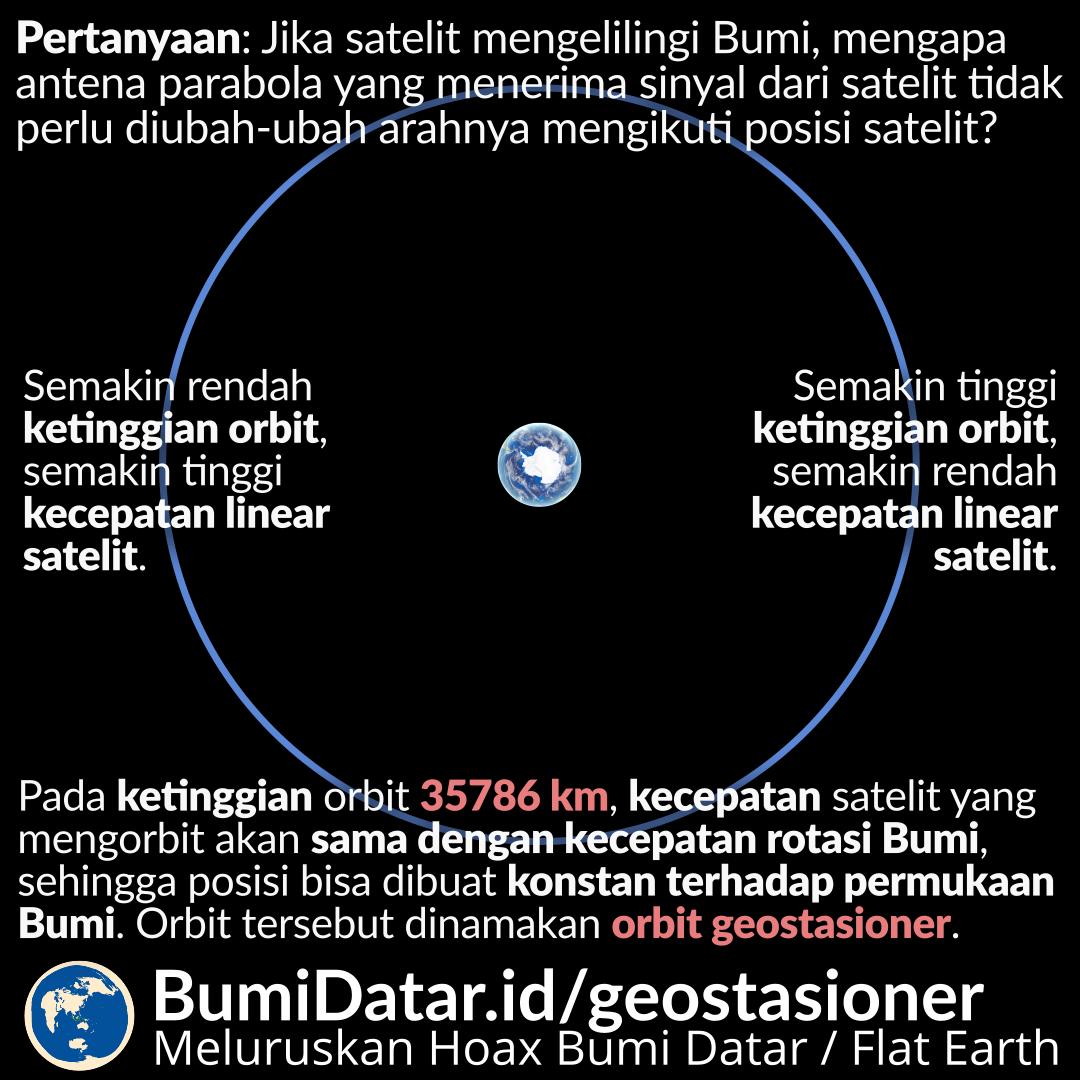 Pertanyaan: Jika satelit mengelilingi Bumi, mengapa
antena parabola yang menerima sinyal dari satelit tidak
perlu diubah-ubah arahnya mengikuti posisi satelit?
Semakin rendah
ketinggian orbit,
semakin tinggi
kecepatan linear
satelit.
Semakin tinggi
ketinggian orbit,
semakin rendah
kecepatan linear
satelit.
Pada ketinggian orbit 35786 km, kecepatan satelit yang
mengorbit akan sama dengan kecepatan rotasi Bumi,
sehingga posisi bisa dibuat konstan terhadap permukaan
Bumi. Orbit tersebut dinamakan orbit geostasioner.
BumiDatar.id/geostasioner
Meluruskan Hoax Bumi Datar / Flat Earth